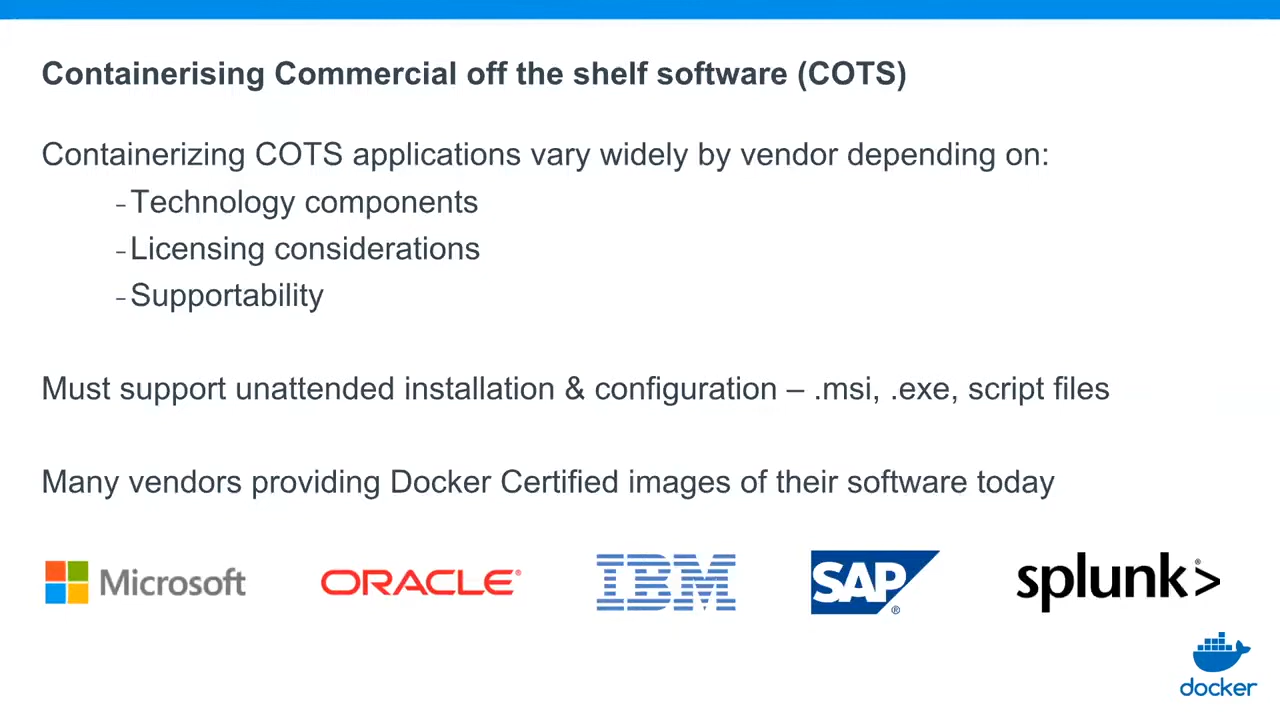 Containerising Commercial off the shelf software (COTS)
Containerizing COTS applications vary widely by vendor depending on:
-Technology components
-Licensing considerations
-Supportability
Must support unattended installation & configuration – .msi, .exe, script files
Many vendors providing Docker Certified images of their software today
Microsoft ORACLE® IBM SAP® splunk®>
docker